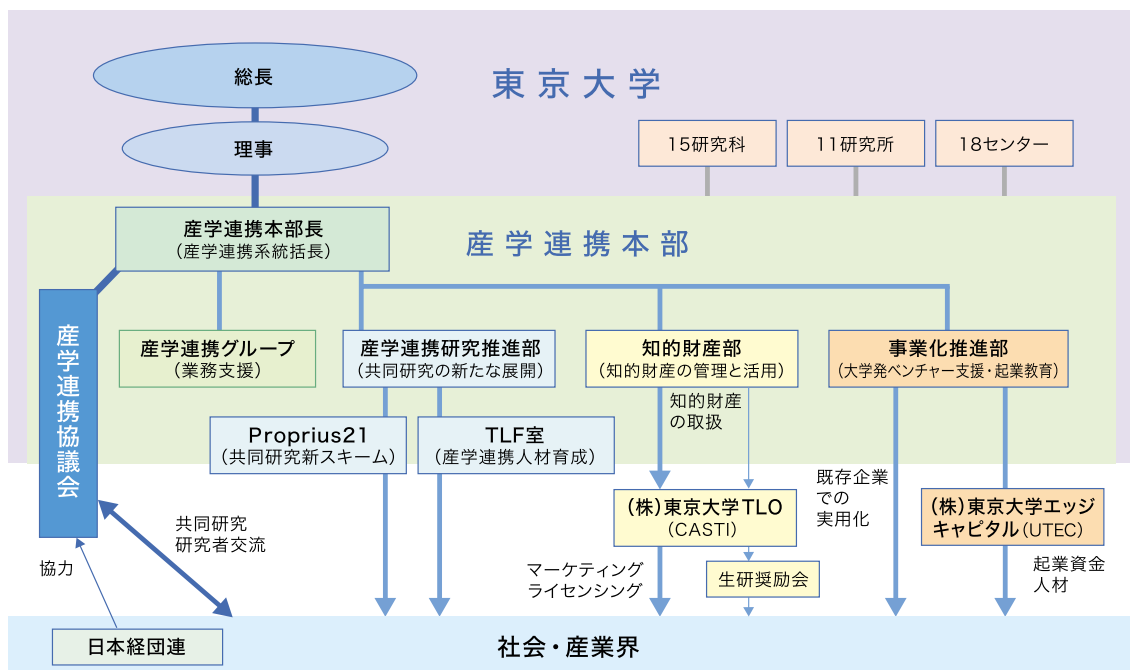 総長
東京大学
理事
15研究科
11研究所
18センター
産学連携本部長
(産学連携系統括長)
産学連携本部
産学連携協議会
産学連携グループ
(業務支援)
産学連携研究推進部
(共同研究の新たな展開)
知的財産部
(知的財産の管理と活用)
事業化推進部
(大学発ベンチャー支援・起業教育)
知的財産
の取扱
Proprius21
(共同研究新スキーム)
TLF室
(産学連携人材育成)
既存企業
での
実用化
(株)東京大学TLO
(CASTI)
(株)東京大学エッジ
キャピタル(UTEC)
共同研究
研究者交流
協力
マーケティング
ライセンシング
生研奨励会
起業資金
人材
日本経団連
社会・産業界